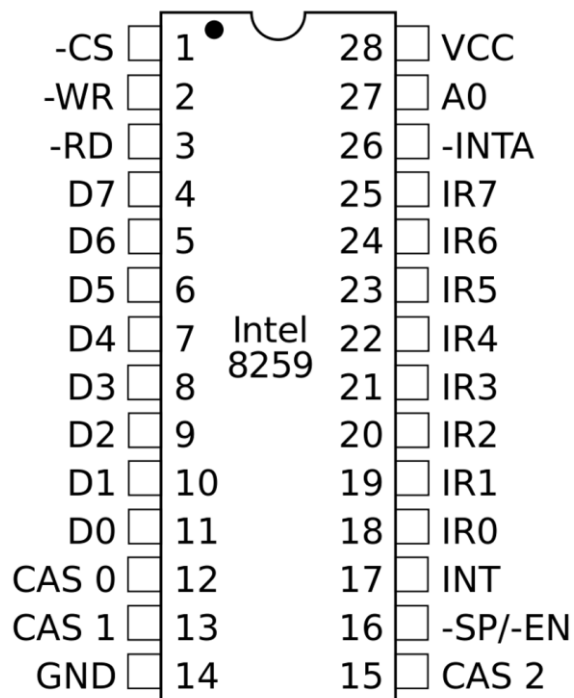 -CS 1 28 VCC
-WR 2 27 A0
-RD 3 26 -INTA
D7 4 25 IR7
D6 5 24 IR6
D5 6 23 IR5
Intel
D4 7 22 IR4
8259
D3 8 21 IR3
D2 9 20 IR2
D1 10 19 IR1
D0 11 18 IR0
CAS 0 12 17 INT
CAS 1 13 16 -SP/-EN
GND 14 15 CAS 2